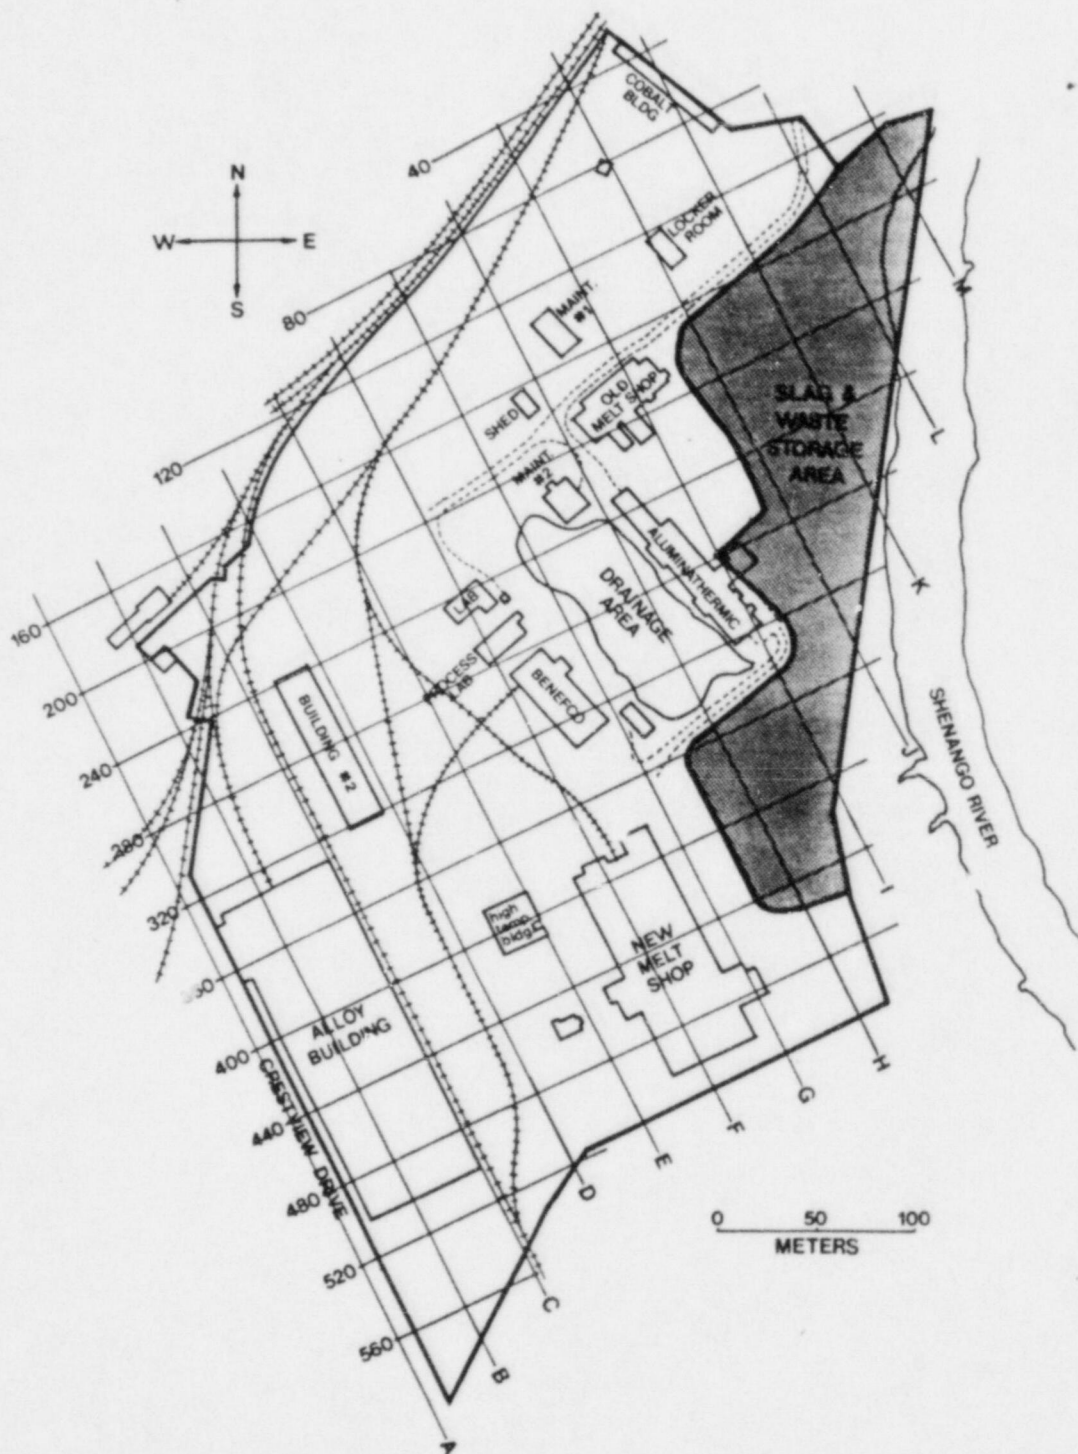 COBALT
BLDG
N
W
E
S
40
LOCKER
ROOM
80
MAINT.
#1
M
120
OLD
MELT SHOP
SHED
SLAG &
WASTE
STORAGE
AREA
L
MAINT.
#2
ALUMINATHERMIC
K
160
LAB
DRAINAGE
AREA
200
PROCESS
LAB
BENEFCO
BUILDING #2
240
SHENANGO RIVER
280
I
320
high
temp
bldg.
NEW
MELT
SHOP
360
ALLOY
BUILDING
400
CRESTVIEW DRIVE
H
G
440
F
E
480
D
0 50 100
METERS
520
C
560
B
A